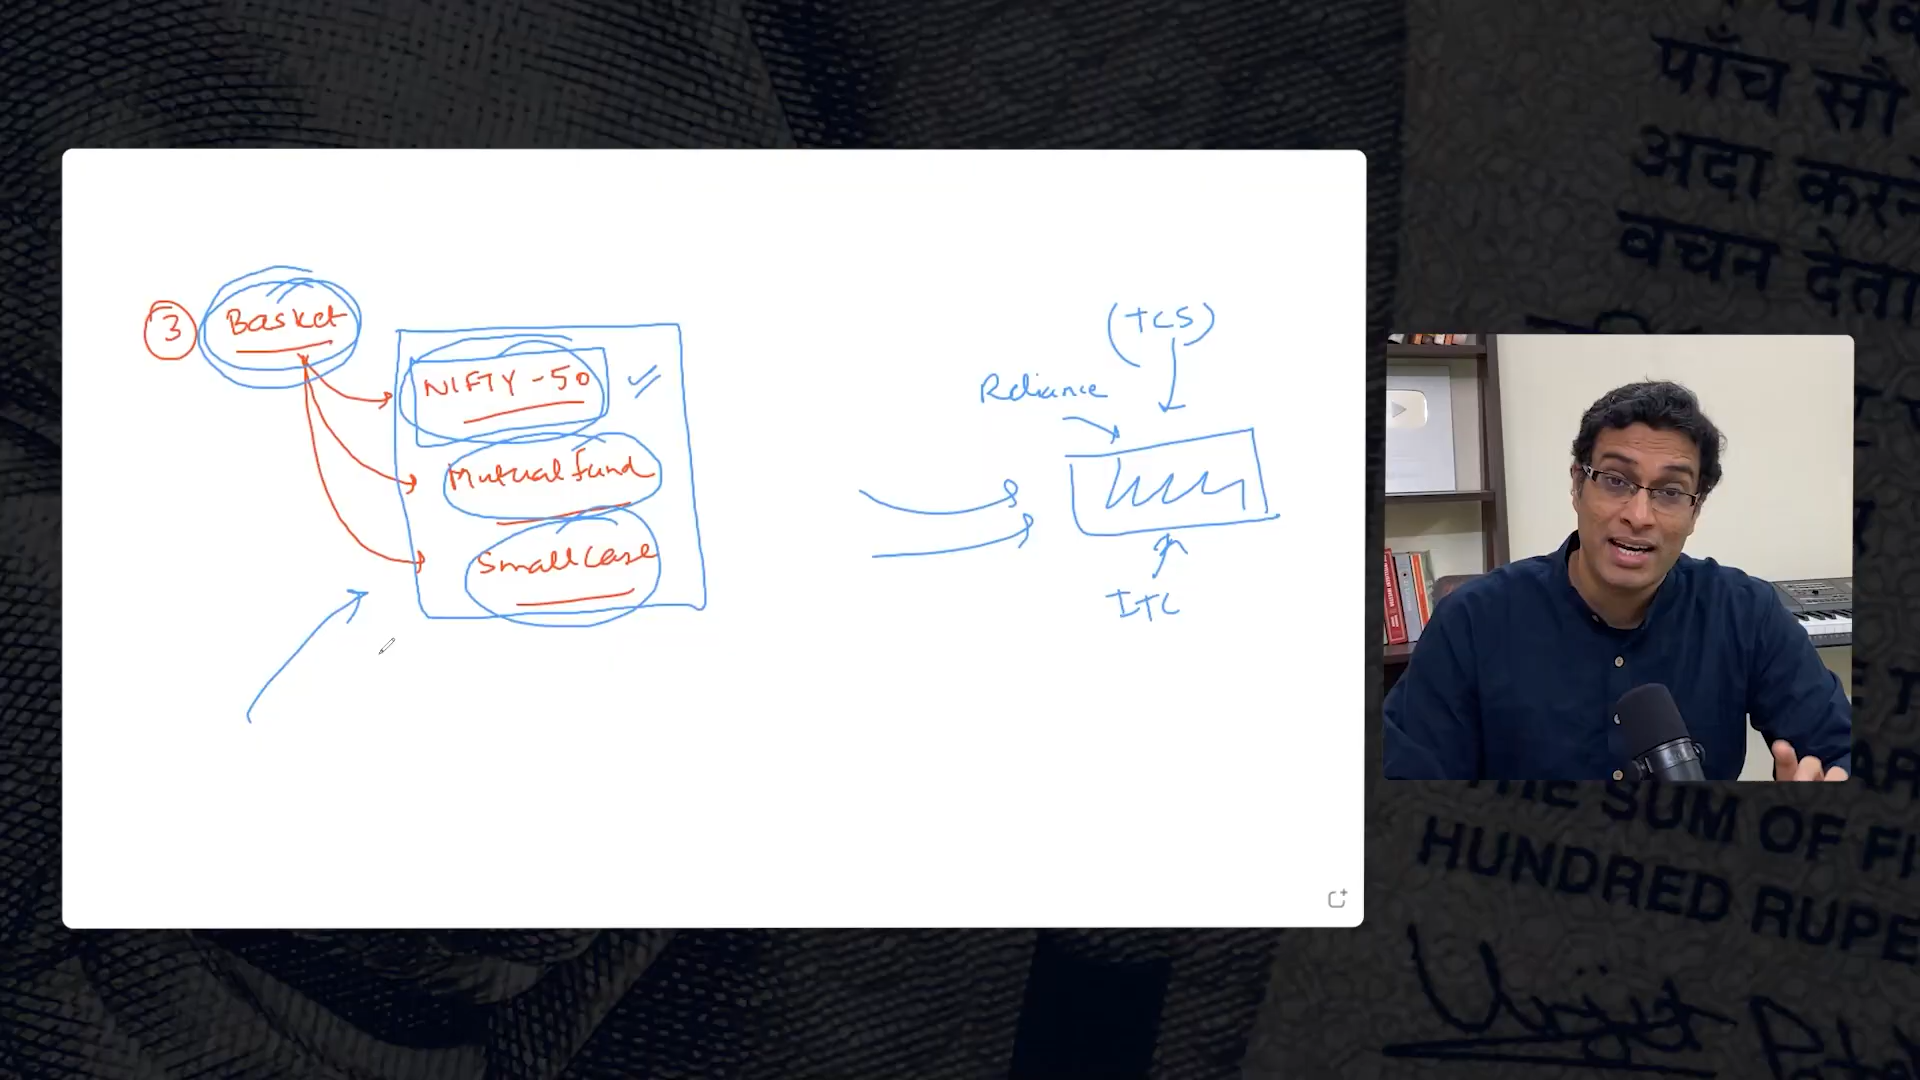 3
Basket
NIFTY-50
Mutual fund
Smallcase
(TCS)
Reliance
ITC
पाँच सौ
अदा करने
वचन देता
THE SUM OF FI
HUNDRED RUPE